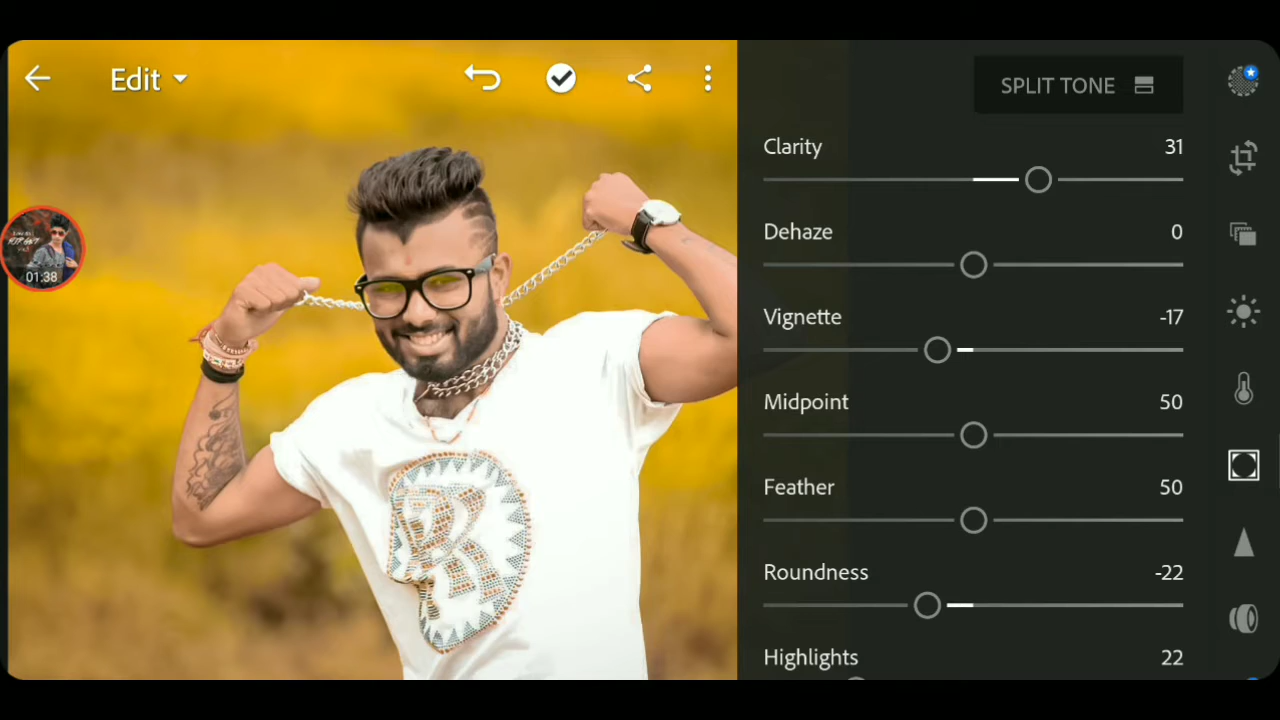 Edit
SPLIT TONE
Clarity 31
Dehaze 0
Vignette -17
Midpoint 50
Feather 50
Roundness -22
Highlights 22
01:38